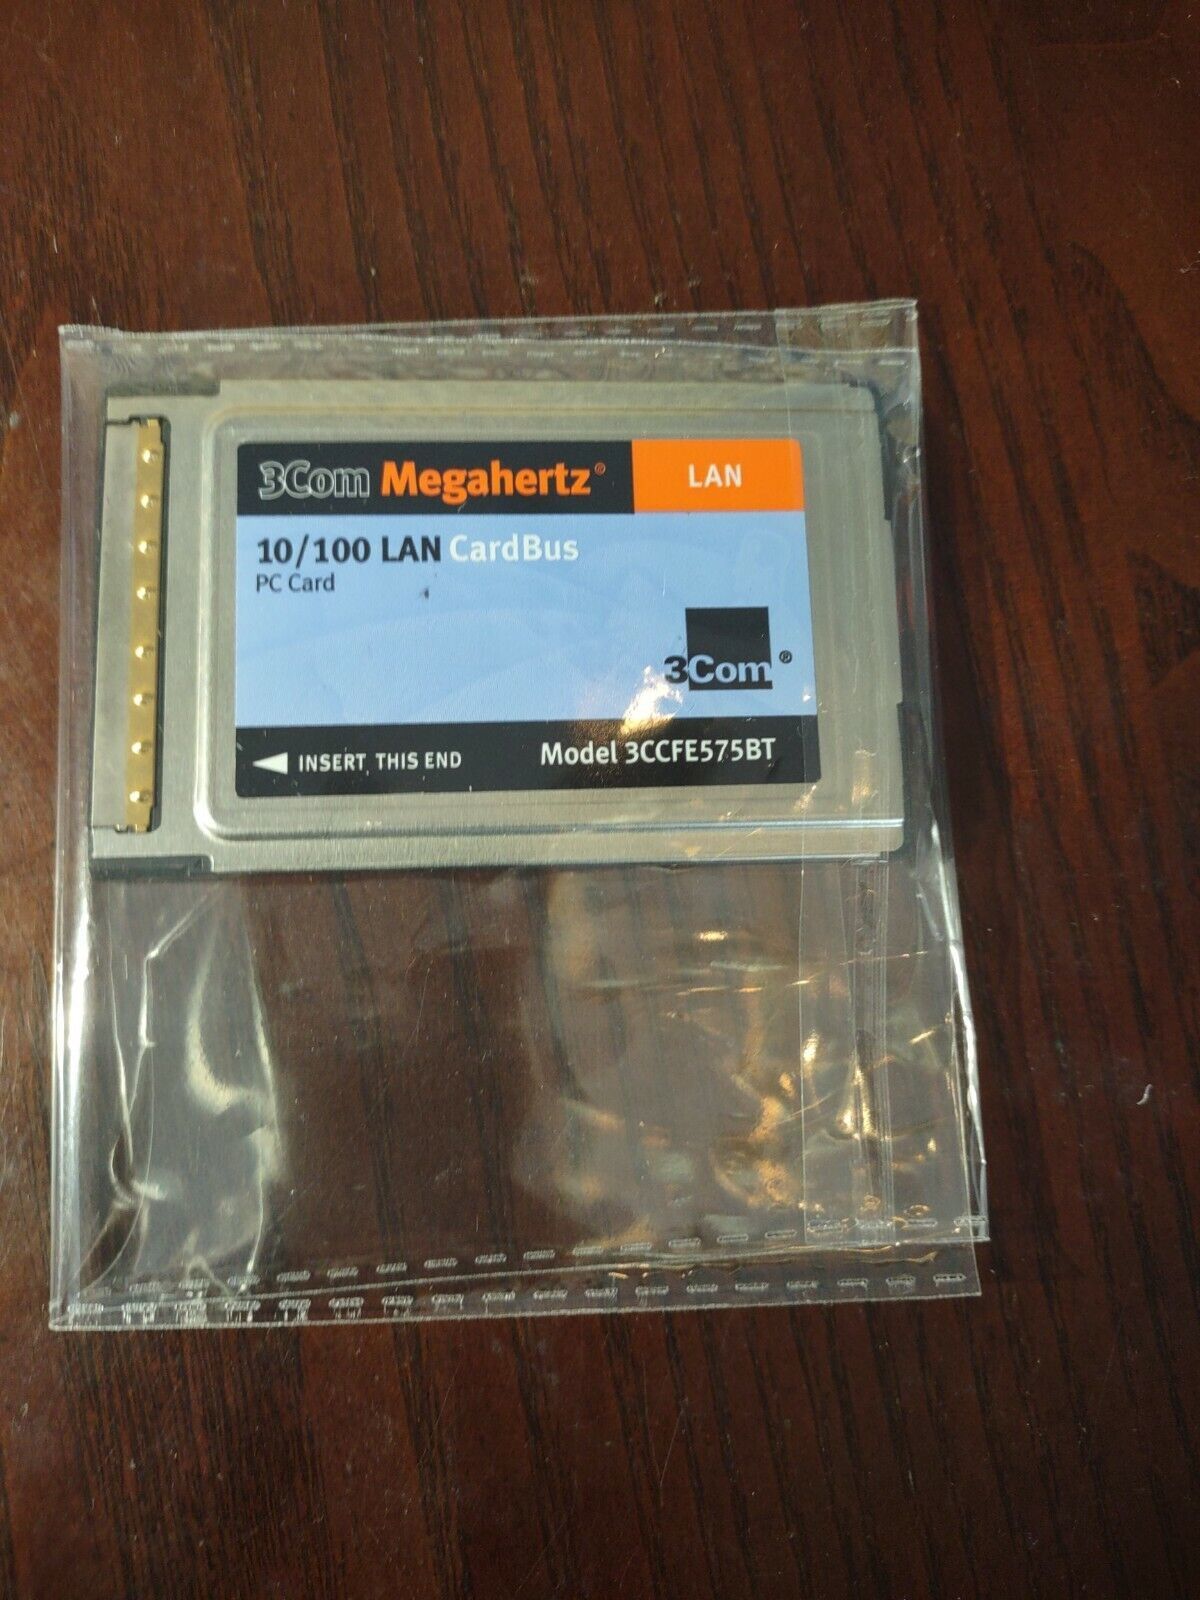 3Com Megahertz® LAN
10/100 LAN CardBus
PC Card
3Com®
INSERT THIS END Model 3CCFE575BT